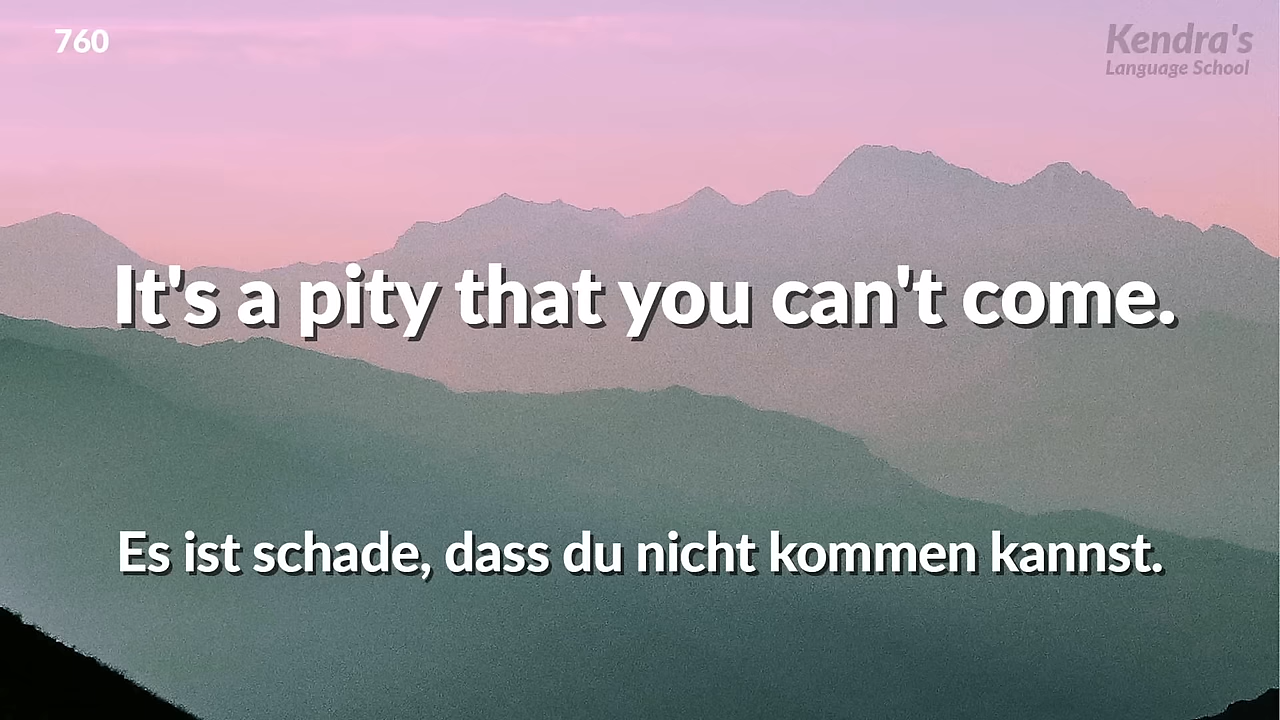 760
Kendra's
Language School
It's a pity that you can't come.
Es ist schade, dass du nicht kommen kannst.